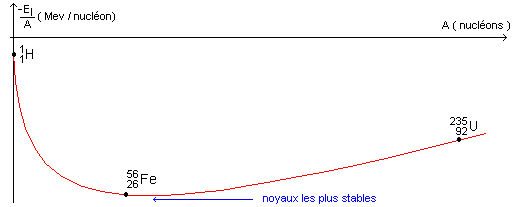 -El/A ( Mev / nucléon )
A ( nucléons )
1 1 H
56 26 Fe
235 92 U
noyaux les plus stables